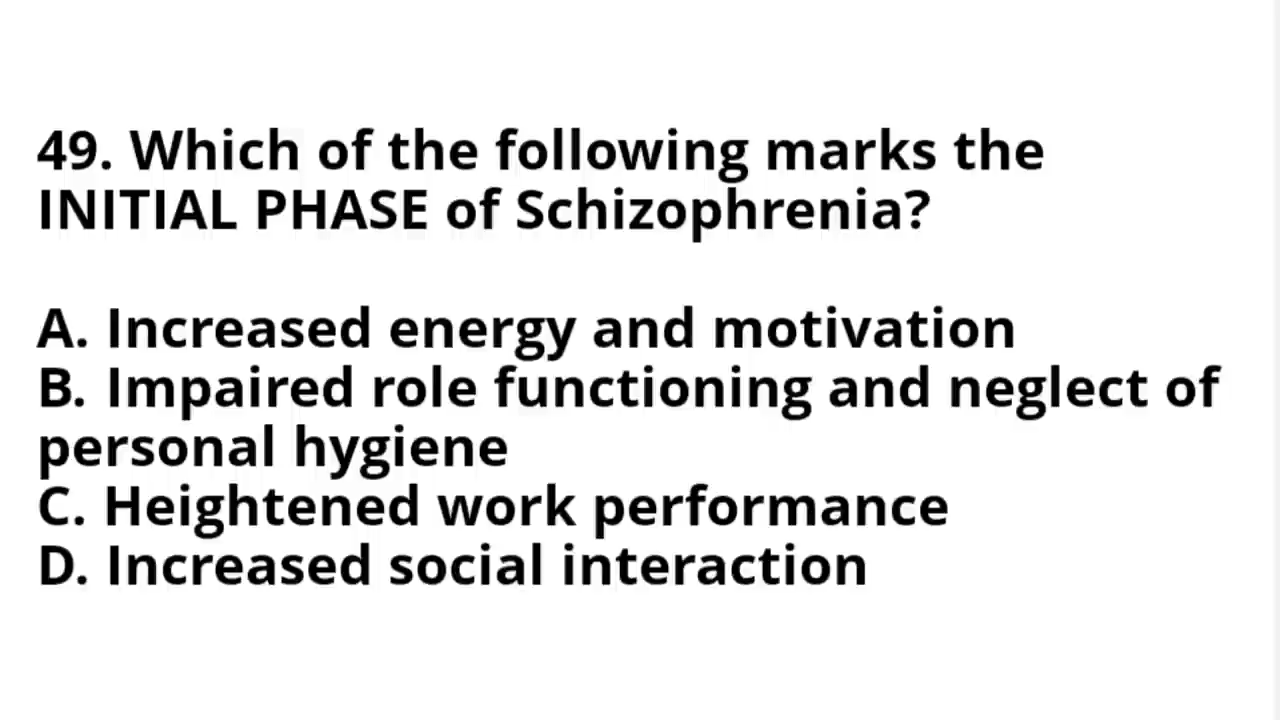 49. Which of the following marks the
INITIAL PHASE of Schizophrenia?
A. Increased energy and motivation
B. Impaired role functioning and neglect of
personal hygiene
C. Heightened work performance
D. Increased social interaction